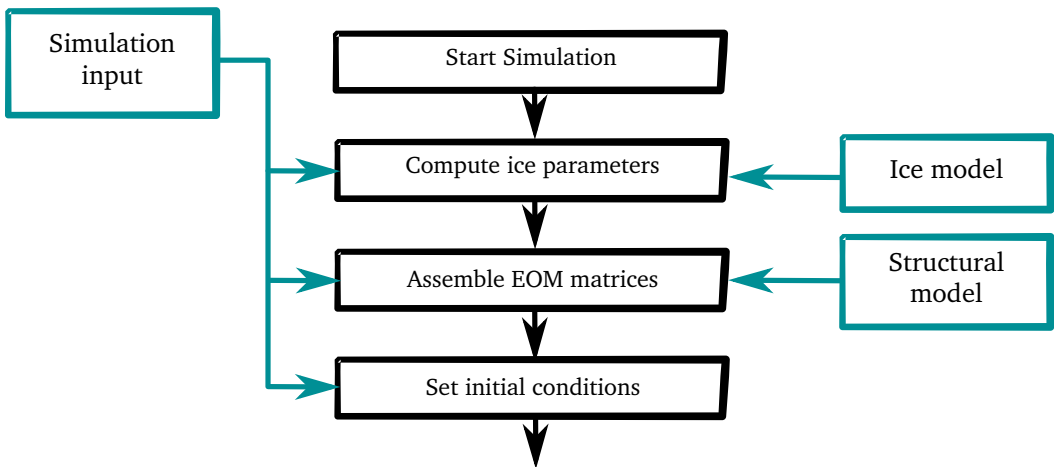 Simulation
input
Start Simulation
Compute ice parameters
Ice model
Assemble EOM matrices
Structural
model
Set initial conditions